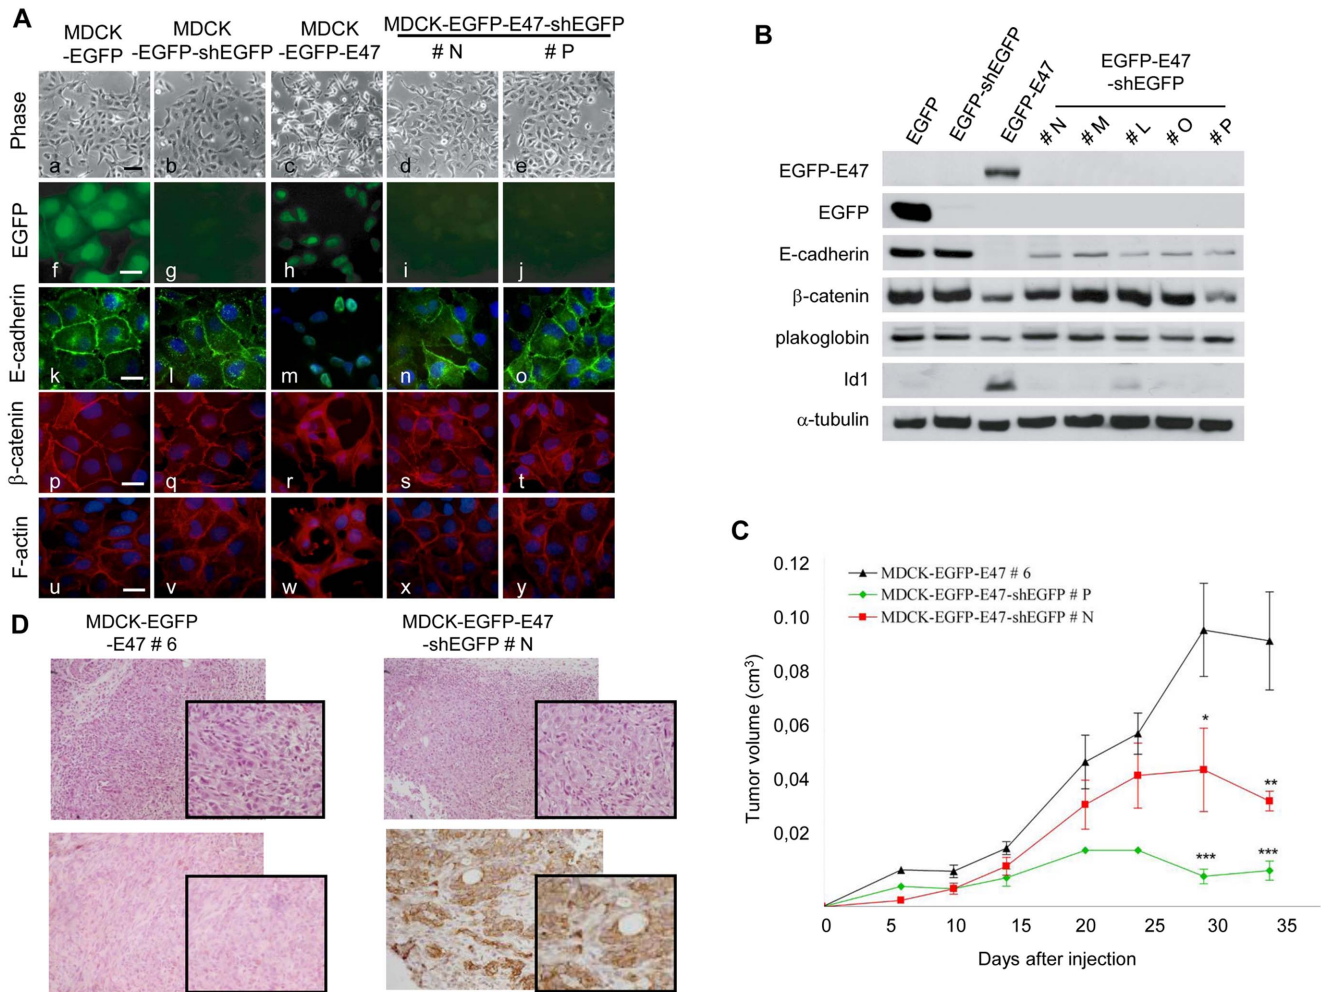 A
MDCK
-EGFP
MDCK
-EGFP-shEGFP
MDCK
-EGFP-E47
MDCK-EGFP-E47-shEGFP
# N
# P
Phase
a
b
c
d
e
EGFP
f
g
h
i
j
E-cadherin
k
l
m
n
o
β-catenin
p
q
r
s
t
F-actin
u
v
w
x
y
B
EGFP
EGFP-shEGFP
EGFP-E47
EGFP-E47
-shEGFP
# N
# M
# L
# O
# P
EGFP-E47
EGFP
E-cadherin
β-catenin
plakoglobin
Id1
α-tubulin
C
0.12
0.10
0,08
0,06
0,04
0,02
Tumor volume (cm³)
MDCK-EGFP-E47 # 6
MDCK-EGFP-E47-shEGFP # P
MDCK-EGFP-E47-shEGFP # N
*
**
***
***
0
5
10
15
20
25
30
35
Days after injection
D
MDCK-EGFP
-E47 # 6
MDCK-EGFP-E47
-shEGFP # N